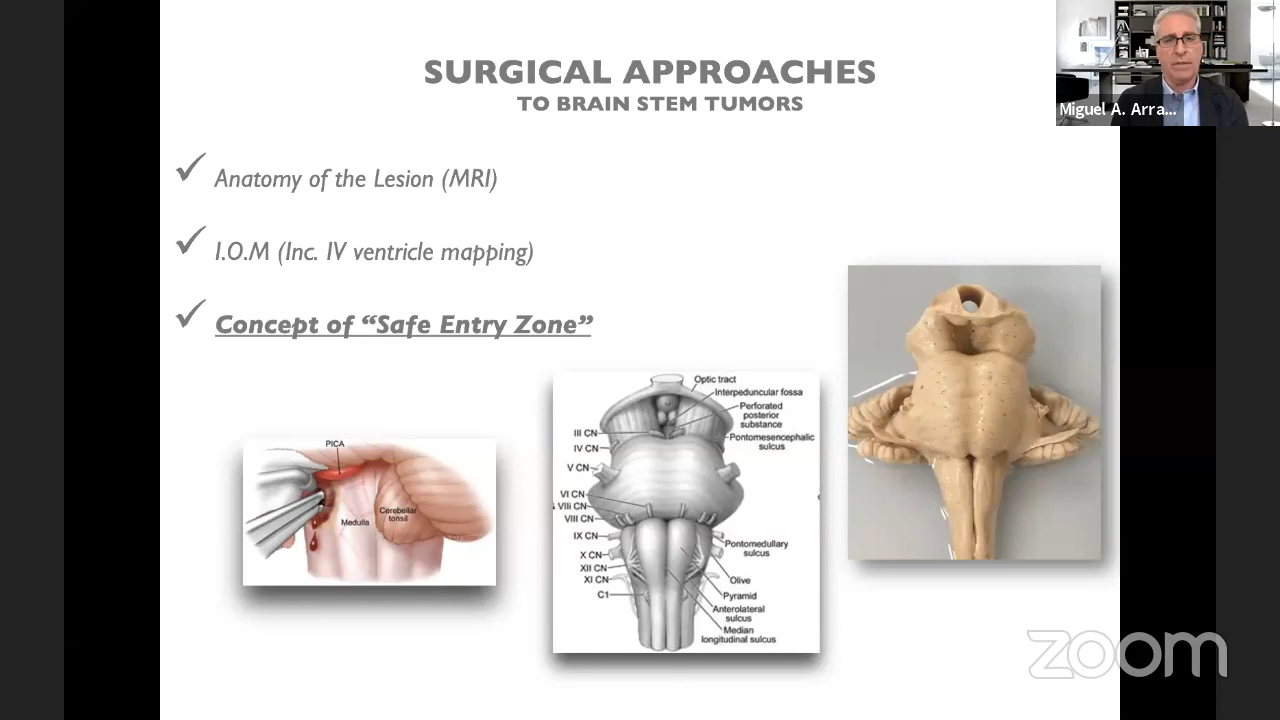 SURGICAL APPROACHES
TO BRAIN STEM TUMORS
Miguel A. Arra...
Anatomy of the Lesion (MRI)
I.O.M (Inc. IV ventricle mapping)
Concept of “Safe Entry Zone”
PICA
Medulla
Cerebellar
tonsil
Optic tract
Interpeduncular fossa
Perforated
posterior
substance
Pontomesencephalic
sulcus
III CN
IV CN
V CN
VI CN
VIIi CN
VIII CN
IX CN
X CN
XII CN
XI CN
C1
Pontomedullary
sulcus
Olive
Pyramid
Anterolateral
sulcus
Median
longitudinal sulcus
zoom